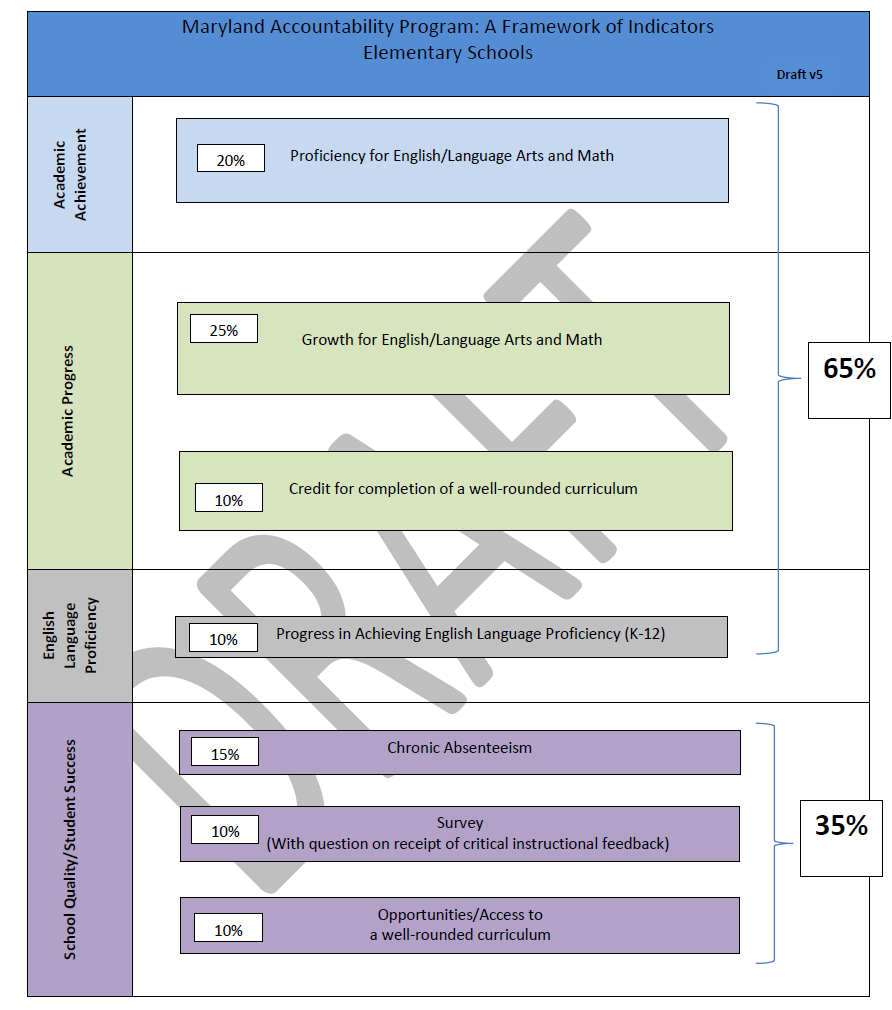 Maryland Accountability Program: A Framework of Indicators
Elementary Schools
Draft v5
Academic
Achievement
20%
Proficiency for English/Language Arts and Math
Academic Progress
25%
Growth for English/Language Arts and Math
10%
Credit for completion of a well-rounded curriculum
65%
English
Language
Proficiency
10%
Progress in Achieving English Language Proficiency (K-12)
School Quality/Student Success
15%
Chronic Absenteeism
10%
Survey
(With question on receipt of critical instructional feedback)
10%
Opportunities/Access to
a well-rounded curriculum
35%
DRAFT